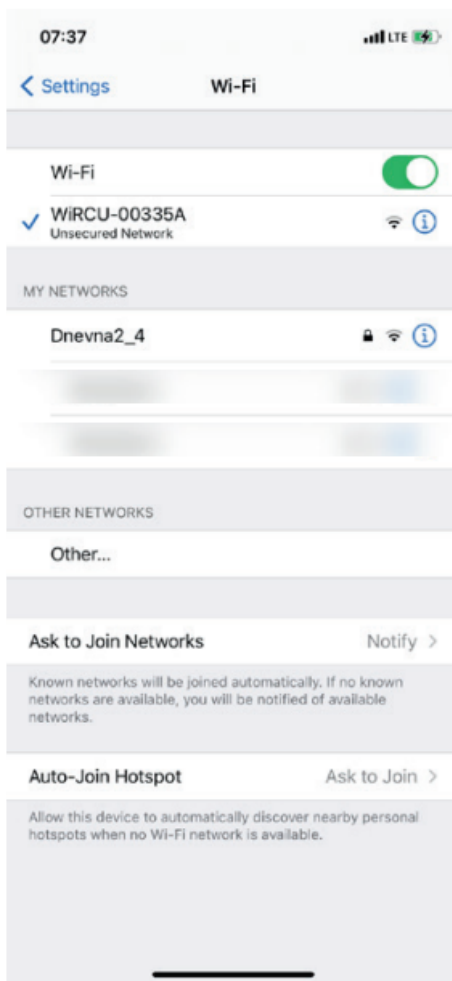 07:37 LTE
Settings Wi-Fi
Wi-Fi
WiRCU-00335A
Unsecured Network
MY NETWORKS
Dnevna2_4
OTHER NETWORKS
Other...
Ask to Join Networks Notify
Known networks will be joined automatically. If no known
networks are available, you will be notified of available
networks.
Auto-Join Hotspot Ask to Join
Allow this device to automatically discover nearby personal
hotspots when no Wi-Fi network is available.